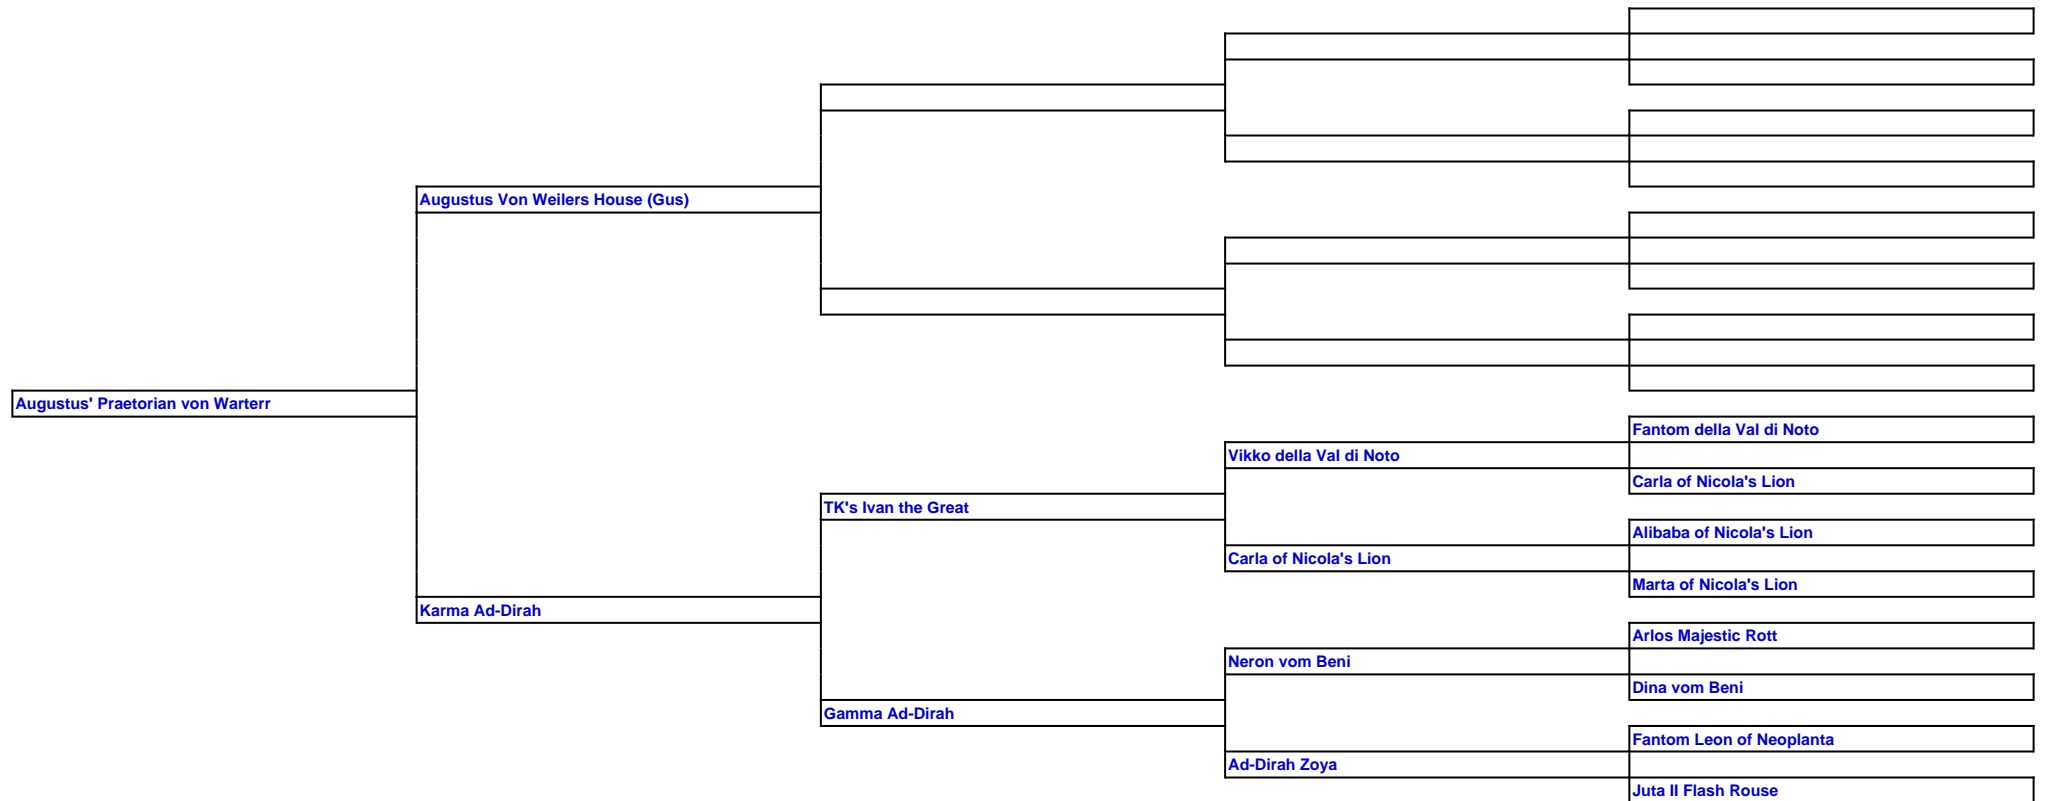 Augustus Von Weilers House (Gus)
Augustus' Praetorian von Warterr
Fantom della Val di Noto
Vikko della Val di Noto
Carla of Nicola's Lion
TK's Ivan the Great
Alibaba of Nicola's Lion
Carla of Nicola's Lion
Marta of Nicola's Lion
Karma Ad-Dirah
Arlos Majestic Rott
Neron vom Beni
Dina vom Beni
Gamma Ad-Dirah
Fantom Leon of Neoplanta
Ad-Dirah Zoya
Juta II Flash Rouse